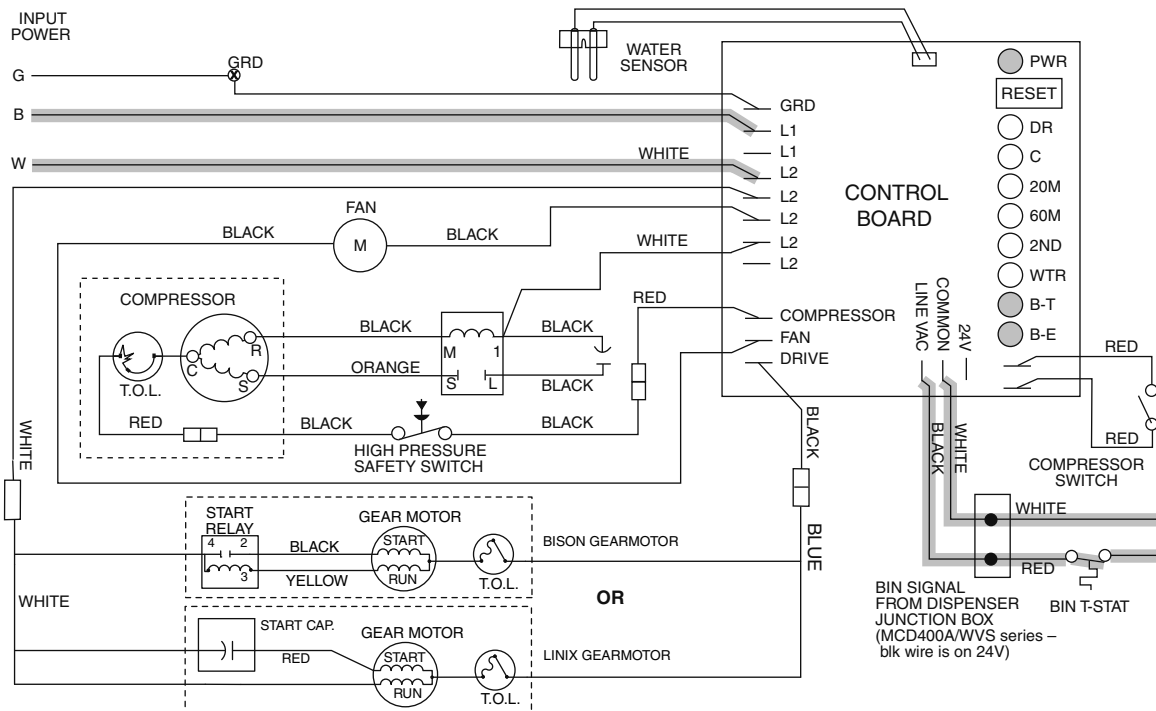 INPUT
POWER
G
GRD
B
W
WHITE
WATER
SENSOR
GRD
L1
L1
L2
L2
L2
L2
L2
CONTROL
BOARD
PWR
RESET
DR
C
20M
60M
2ND
WTR
B-T
B-E
FAN
M
BLACK
BLACK
WHITE
COMPRESSOR
T.O.L.
C
R
S
BLACK
ORANGE
M
1
S
L
BLACK
BLACK
RED
COMPRESSOR
FAN
DRIVE
LINE VAC
COMMON
24V
RED
RED
COMPRESSOR
SWITCH
RED
BLACK
BLACK
HIGH PRESSURE
SAFETY SWITCH
WHITE
BLACK
BLUE
BLACK
WHITE
WHITE
RED
BIN T-STAT
BIN SIGNAL
FROM DISPENSER
JUNCTION BOX
(MCD400A/WVS series –
blk wire is on 24V)
START
RELAY
4
2
3
BLACK
YELLOW
GEAR MOTOR
START
RUN
T.O.L.
BISON GEARMOTOR
OR
WHITE
START CAP.
RED
GEAR MOTOR
START
RUN
T.O.L.
LINIX GEARMOTOR